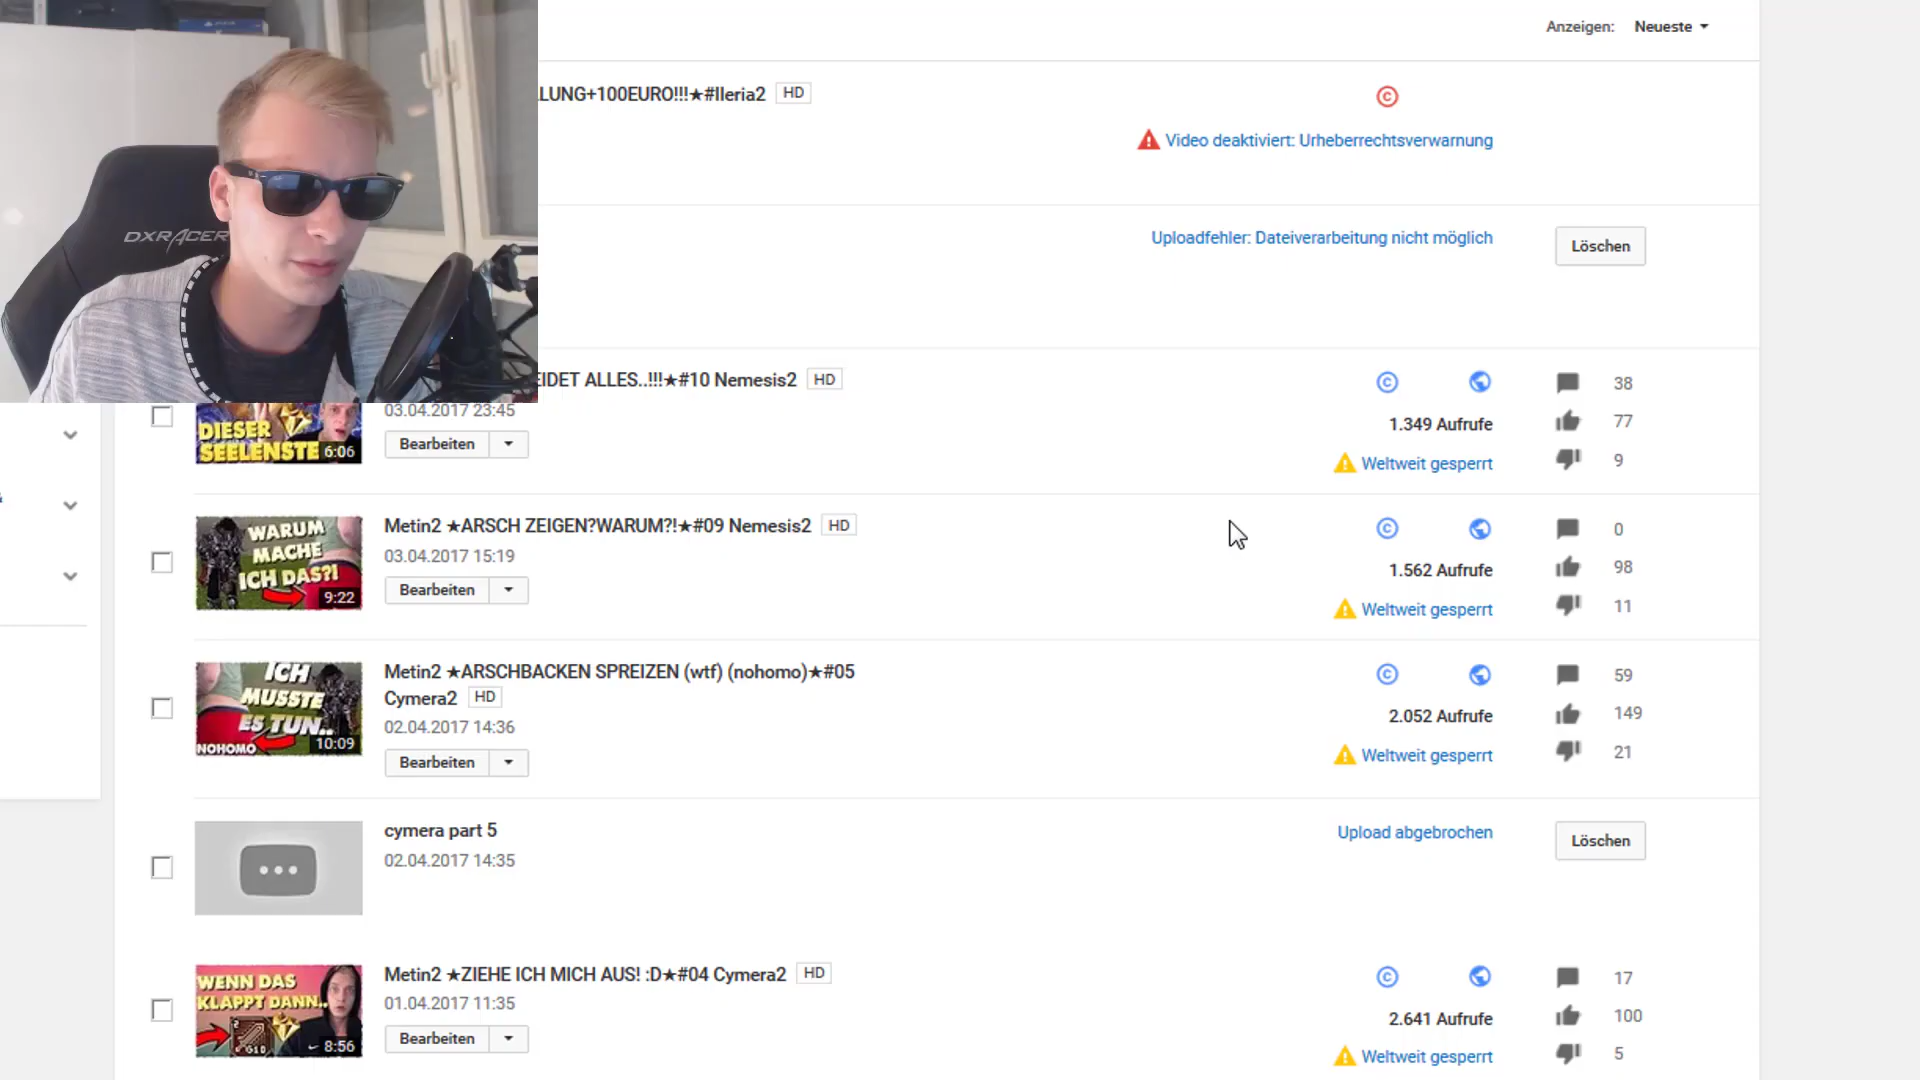 Anzeigen: Neueste
LLUNG+100EURO!!!★#Ileria2 HD
Video deaktiviert: Urheberrechtsverwarnung
DXRACER
Uploadfehler: Dateiverarbeitung nicht möglich
Löschen
EIDET ALLES..!!!★#10 Nemesis2 HD
38
03.04.2017 23:45
1.349 Aufrufe
77
DIESER
SEELENSTE
6:06
Bearbeiten
Weltweit gesperrt
9
WARUM
MACHE
ICH DAS?!
9:22
Metin2 ★ARSCH ZEIGEN?WARUM?!★#09 Nemesis2 HD
0
03.04.2017 15:19
1.562 Aufrufe
98
Bearbeiten
Weltweit gesperrt
11
ICH
MUSSTE
ES TUN..
NOHOMO
10:09
Metin2 ★ARSCHBACKEN SPREIZEN (wtf) (nohomo)★#05
Cymera2 HD
59
02.04.2017 14:36
2.052 Aufrufe
149
Bearbeiten
Weltweit gesperrt
21
cymera part 5
02.04.2017 14:35
Upload abgebrochen
Löschen
WENN DAS
KLAPPT DANN..
G10
8:56
Metin2 ★ZIEHE ICH MICH AUS! :D★#04 Cymera2 HD
17
01.04.2017 11:35
2.641 Aufrufe
100
Bearbeiten
Weltweit gesperrt
5